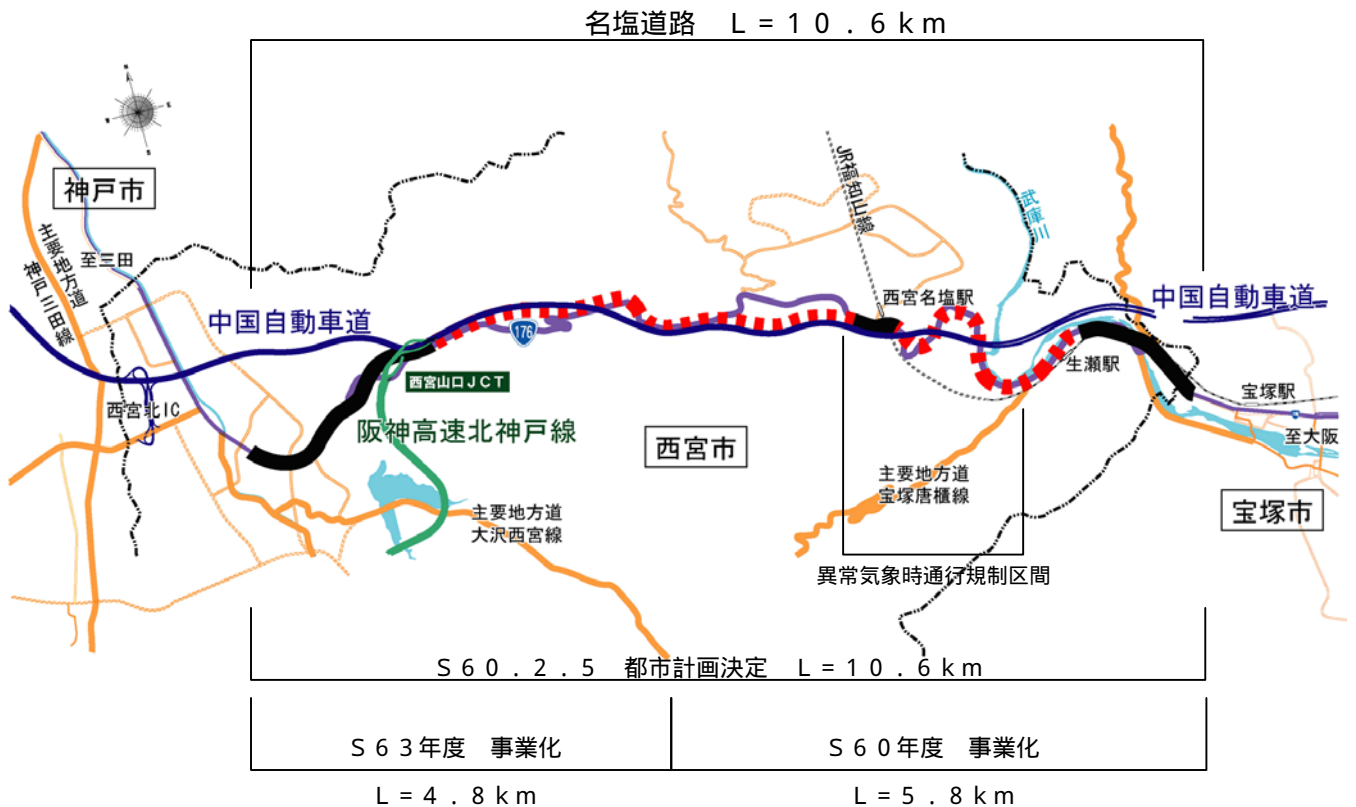 名塩道路 L=10.6km
N
E
S
W
神戸市
主要地方道
神戸三田線
至三田
中国自動車道
176
西宮山口JCT
西宮北IC
阪神高速北神戸線
主要地方道
大沢西宮線
西宮市
JR福知山線
西宮名塩駅
武庫川
中国自動車道
生瀬駅
宝塚駅
至大阪
主要地方道
宝塚唐櫃線
宝塚市
異常気象時通行規制区間
S60.2.5 都市計画決定 L=10.6km
S63年度 事業化
S60年度 事業化
L=4.8km
L=5.8km